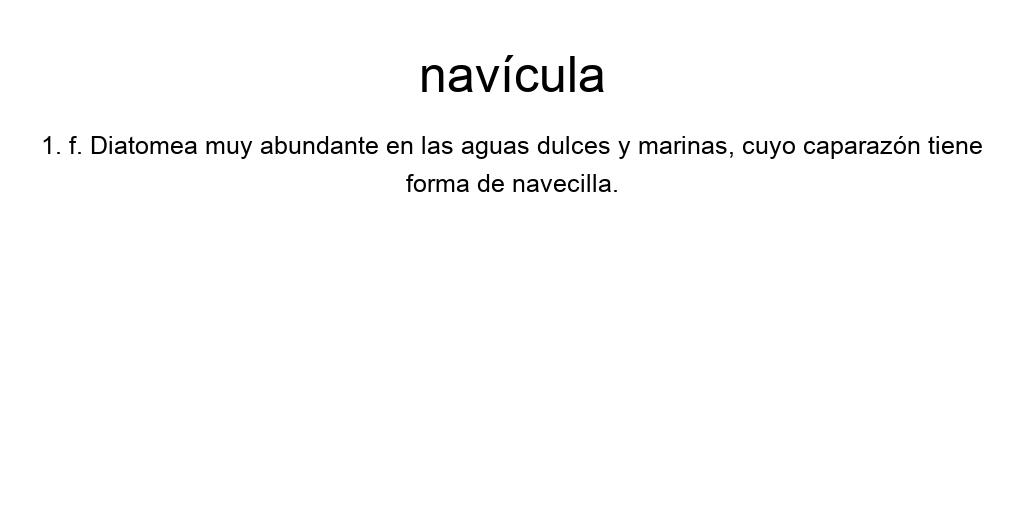 navícula
1. f. Diatomea muy abundante en las aguas dulces y marinas, cuyo caparazón tiene
forma de navecilla.